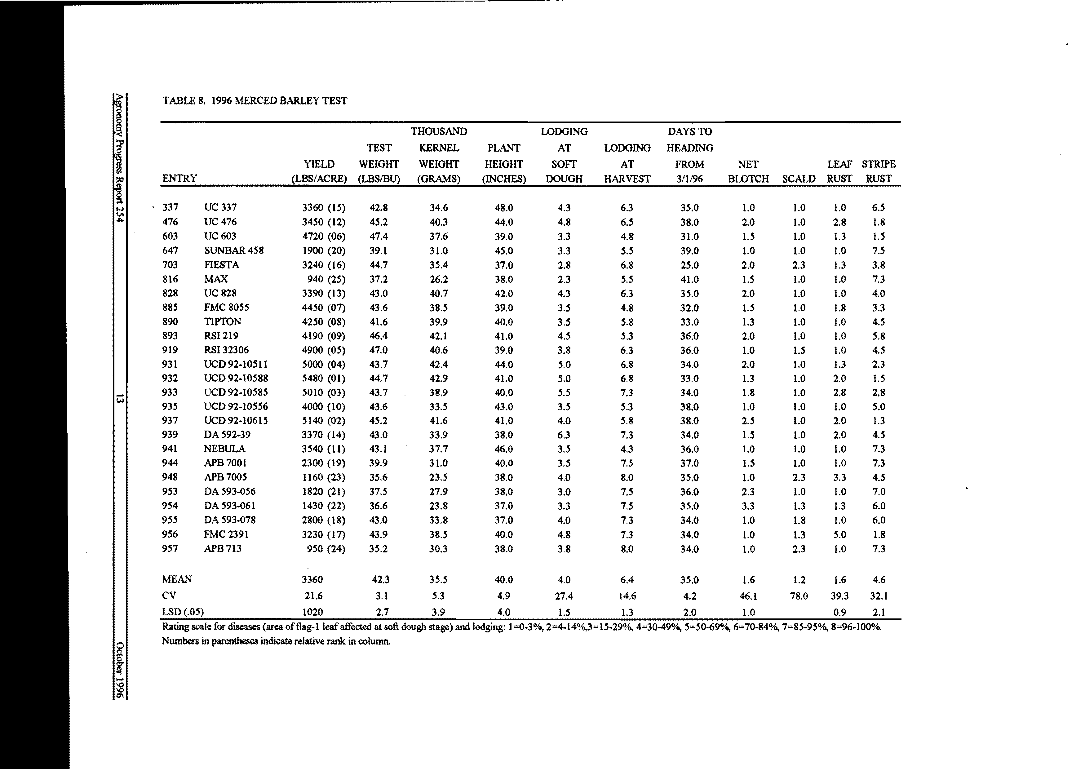 Agronomy Progress Report 254
13
October 1996
TABLE 8. 1996 MERCED BARLEY TEST
THOUSAND LODGING DAYS TO
TEST KERNEL PLANT AT LODGING HEADING
YIELD WEIGHT WEIGHT HEIGHT SOFT AT FROM NET LEAF STRIPE
ENTRY (LBS/ACRE) (LBS/BU) (GRAMS) (INCHES) DOUGH HARVEST 3/1/96 BLOTCH SCALD RUST RUST
337 UC 337 3360 (15) 42.8 34.6 48.0 4.3 6.3 35.0 1.0 1.0 1.0 6.5
476 UC 476 3450 (12) 45.2 40.3 44.0 4.8 6.5 38.0 2.0 1.0 2.8 1.8
603 UC 603 4720 (06) 47.4 37.6 39.0 3.3 4.8 31.0 1.5 1.0 1.3 1.5
647 SUNBAR 458 1900 (20) 39.1 31.0 45.0 3.3 5.5 39.0 1.0 1.0 1.0 7.5
703 FIESTA 3240 (16) 44.7 35.4 37.0 2.8 6.8 25.0 2.0 2.3 1.3 3.8
816 MAX 940 (25) 37.2 26.2 38.0 2.3 5.5 41.0 1.5 1.0 1.0 7.3
828 UC 828 3390 (13) 43.0 40.7 42.0 4.3 6.3 35.0 2.0 1.0 1.0 4.0
885 FMC 8055 4450 (07) 43.6 38.5 39.0 3.5 4.8 32.0 1.5 1.0 1.8 3.3
890 TIPTON 4250 (08) 41.6 39.9 40.0 3.5 5.8 33.0 1.3 1.0 1.0 4.5
893 RSI 219 4190 (09) 46.4 42.1 41.0 4.5 5.3 36.0 2.0 1.0 1.0 5.8
919 RSI 32306 4900 (05) 47.0 40.6 39.0 3.8 6.3 36.0 1.0 1.5 1.0 4.5
931 UCD 92-10511 5000 (04) 43.7 42.4 44.0 5.0 6.8 34.0 2.0 1.0 1.3 2.3
932 UCD 92-10588 5480 (01) 44.7 42.9 41.0 5.0 6.8 33.0 1.3 1.0 2.0 1.5
933 UCD 92-10585 5010 (03) 43.7 38.9 40.0 5.5 7.3 34.0 1.8 1.0 2.8 2.8
935 UCD 92-10556 4000 (10) 43.6 33.5 43.0 3.5 5.3 38.0 1.0 1.0 1.0 5.0
937 UCD 92-10615 5140 (02) 45.2 41.6 41.0 4.0 5.8 38.0 2.5 1.0 2.0 1.3
939 DA 592-39 3370 (14) 43.0 33.9 38.0 6.3 7.3 34.0 1.5 1.0 2.0 4.5
941 NEBULA 3540 (11) 43.1 37.7 46.0 3.5 4.3 36.0 1.0 1.0 1.0 7.3
944 APB 7001 2300 (19) 39.9 31.0 40.0 3.5 7.5 37.0 1.5 1.0 1.0 7.3
948 APB 7005 1160 (23) 35.6 23.5 38.0 4.0 8.0 35.0 1.0 2.3 3.3 4.5
953 DA 593-056 1820 (21) 37.5 27.9 38.0 3.0 7.5 36.0 2.3 1.0 1.0 7.0
954 DA 593-061 1430 (22) 36.6 23.8 37.0 3.3 7.5 35.0 3.3 1.3 1.3 6.0
955 DA 593-078 2800 (18) 43.0 33.8 37.0 4.0 7.3 34.0 1.0 1.8 1.0 6.0
956 FMC 2391 3230 (17) 43.9 38.5 40.0 4.8 7.3 34.0 1.0 1.3 5.0 1.8
957 APB 713 950 (24) 35.2 30.3 38.0 3.8 8.0 34.0 1.0 2.3 1.0 7.3
MEAN 3360 42.3 35.5 40.0 4.0 6.4 35.0 1.6 1.2 1.6 4.6
CV 21.6 3.1 5.3 4.9 27.4 14.6 4.2 46.1 78.0 39.3 32.1
LSD (.05) 1020 2.7 3.9 4.0 1.5 1.3 2.0 1.0 0.9 2.1
Rating scale for diseases (area of flag-1 leaf affected at soft dough stage) and lodging: 1=0-3%, 2=4-14%,3=15-29%, 4=30-49%, 5=50-69%, 6=70-84%, 7=85-95%, 8=96-100%.
Numbers in parentheses indicate relative rank in column.